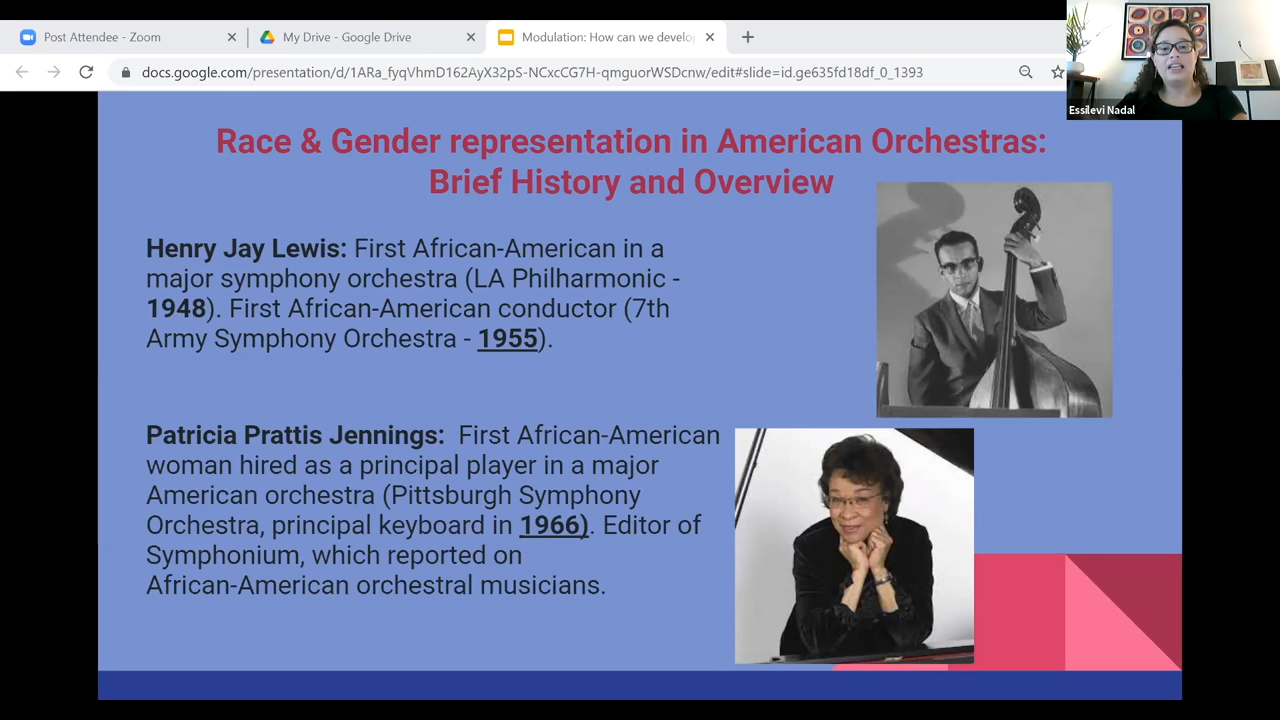 Post Attendee - Zoom
My Drive - Google Drive
Modulation: How can we develo
docs.google.com/presentation/d/1ARa_fyqVhmD162AyX32pS-NCxcCG7H-qmguorWSDcnw/edit#slide=id.ge635fd18df_0_1393
Essilevi Nadal
Race & Gender representation in American Orchestras:
Brief History and Overview
Henry Jay Lewis: First African-American in a
major symphony orchestra (LA Philharmonic -
1948). First African-American conductor (7th
Army Symphony Orchestra - 1955).
Patricia Prattis Jennings:  First African-American
woman hired as a principal player in a major
American orchestra (Pittsburgh Symphony
Orchestra, principal keyboard in 1966). Editor of
Symphonium, which reported on
African-American orchestral musicians.